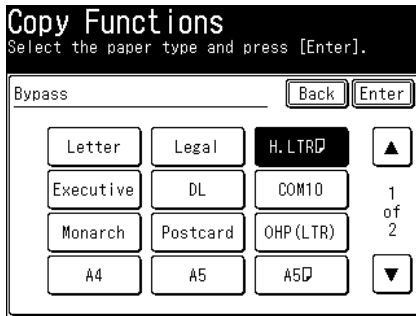 Copy Functions
Select the paper type and press [Enter].
Bypass Back Enter
Letter Legal H.LTR
Executive DL COM10 1
of
Monarch Postcard OHP(LTR) 2
A4 A5 A5